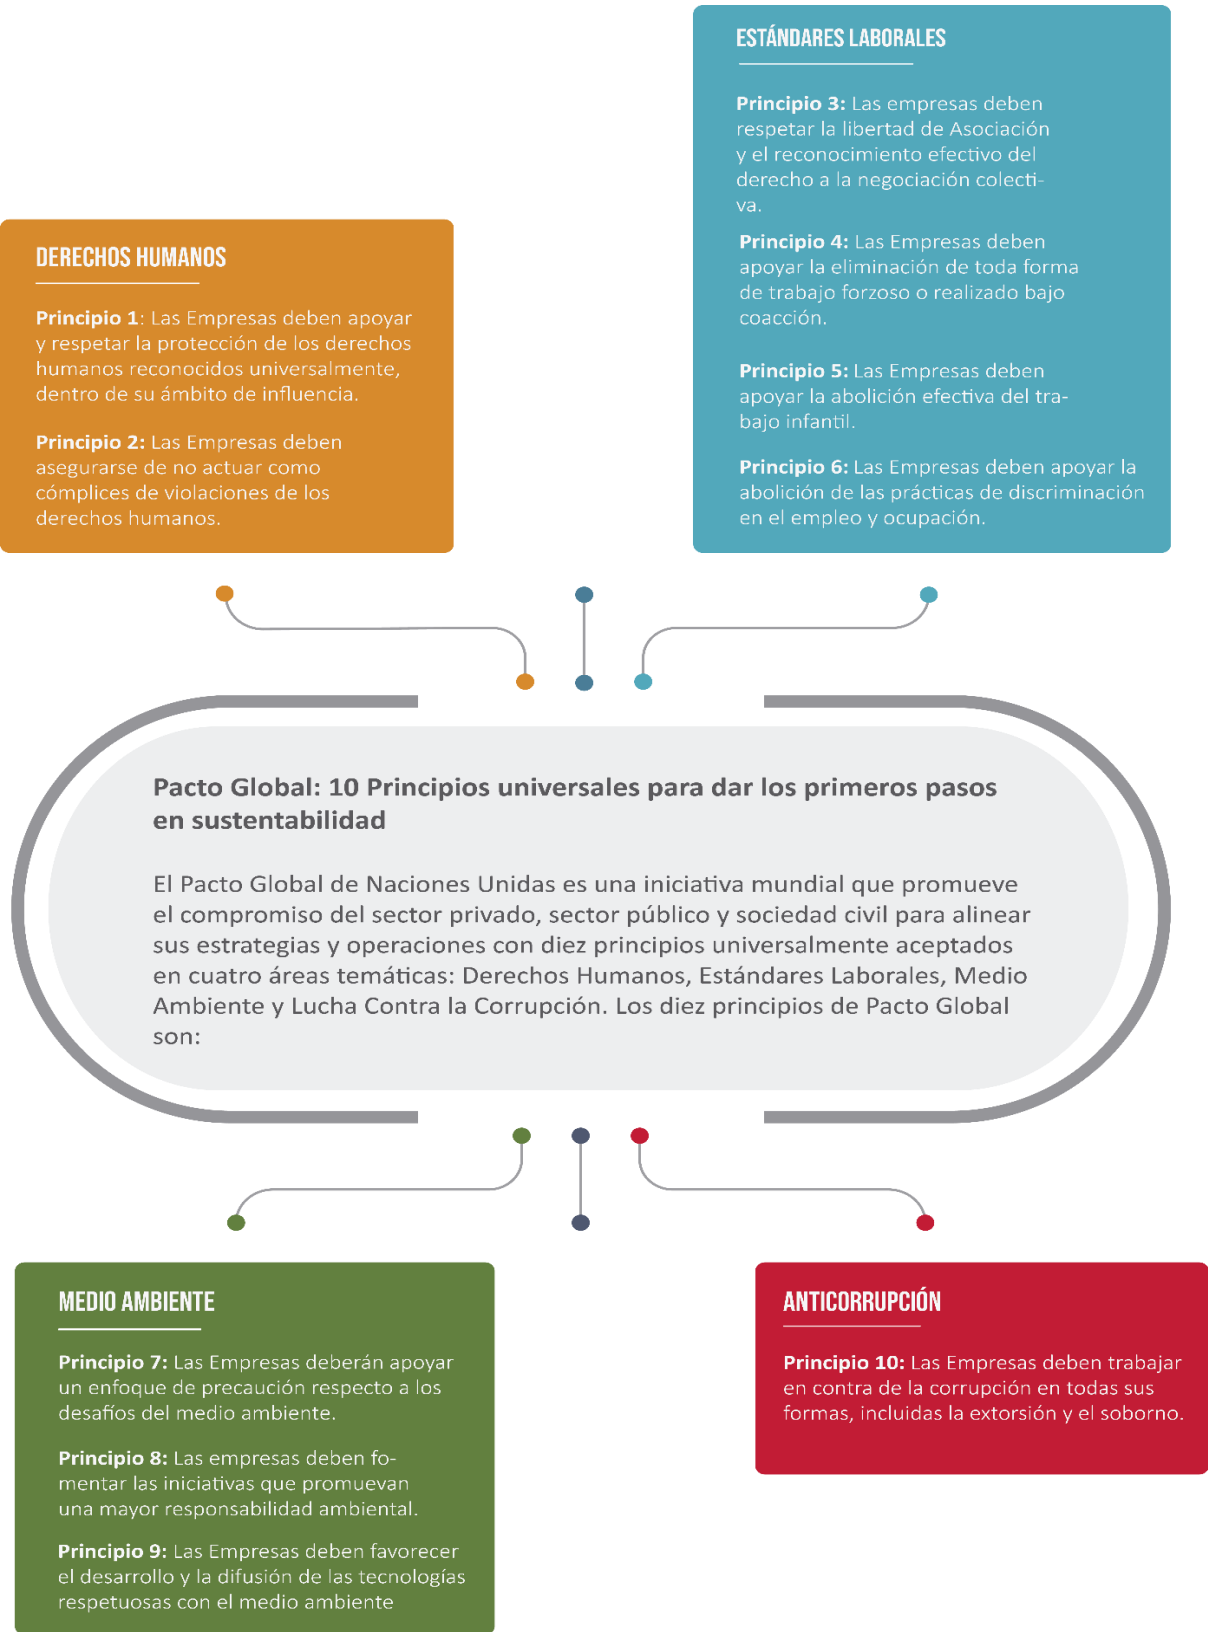 DERECHOS HUMANOS
Principio 1: Las Empresas deben apoyar
y respetar la protección de los derechos
humanos reconocidos universalmente,
dentro de su ámbito de influencia.
Principio 2: Las Empresas deben
asegurarse de no actuar como
cómplices de violaciones de los
derechos humanos.
ESTÁNDARES LABORALES
Principio 3: Las empresas deben
respetar la libertad de Asociación
y el reconocimiento efectivo del
derecho a la negociación colecti-
va.
Principio 4: Las Empresas deben
apoyar la eliminación de toda forma
de trabajo forzoso o realizado bajo
coacción.
Principio 5: Las Empresas deben
apoyar la abolición efectiva del tra-
bajo infantil.
Principio 6: Las Empresas deben apoyar la
abolición de las prácticas de discriminación
en el empleo y ocupación.
Pacto Global: 10 Principios universales para dar los primeros pasos
en sustentabilidad
El Pacto Global de Naciones Unidas es una iniciativa mundial que promueve
el compromiso del sector privado, sector público y sociedad civil para alinear
sus estrategias y operaciones con diez principios universalmente aceptados
en cuatro áreas temáticas: Derechos Humanos, Estándares Laborales, Medio
Ambiente y Lucha Contra la Corrupción. Los diez principios de Pacto Global
son:
MEDIO AMBIENTE
Principio 7: Las Empresas deberán apoyar
un enfoque de precaución respecto a los
desafíos del medio ambiente.
Principio 8: Las empresas deben fo-
mentar las iniciativas que promuevan
una mayor responsabilidad ambiental.
Principio 9: Las Empresas deben favorecer
el desarrollo y la difusión de las tecnologías
respetuosas con el medio ambiente
ANTICORRUPCIÓN
Principio 10: Las Empresas deben trabajar
en contra de la corrupción en todas sus
formas, incluidas la extorsión y el soborno.